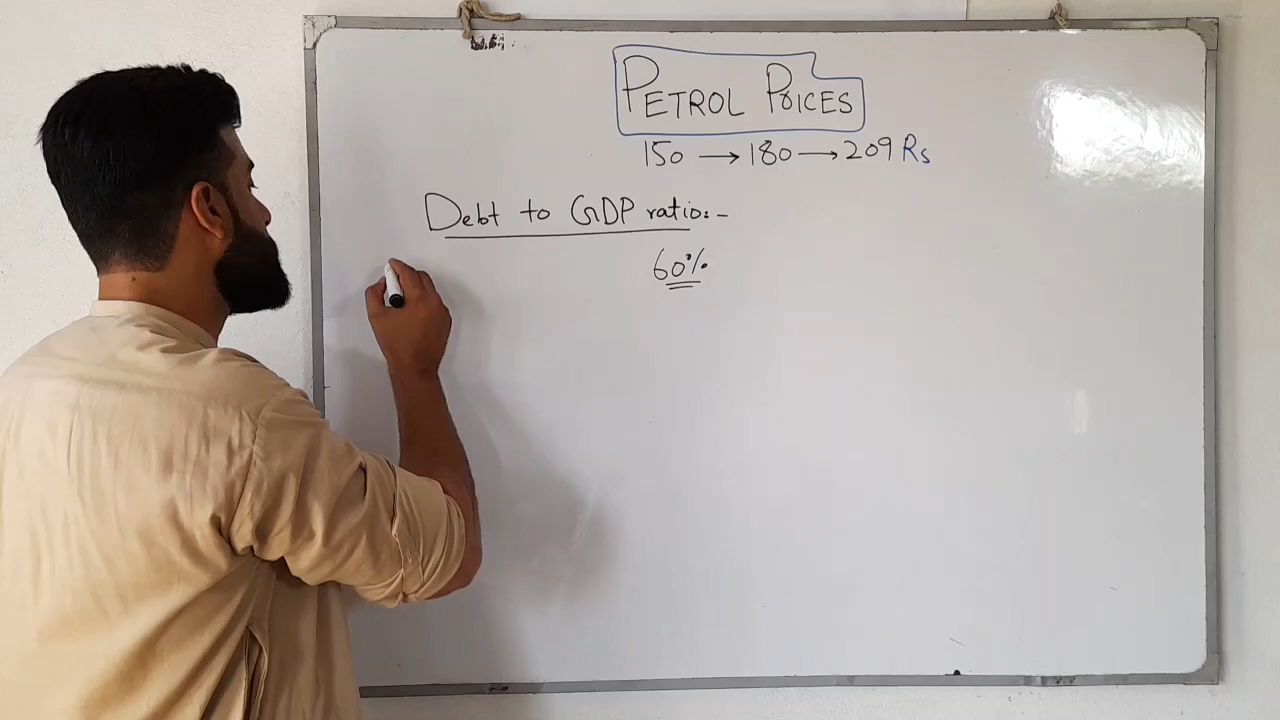 PETROL PRICES
150 → 180 → 209 Rs
Debt to GDP ratio:-
60%